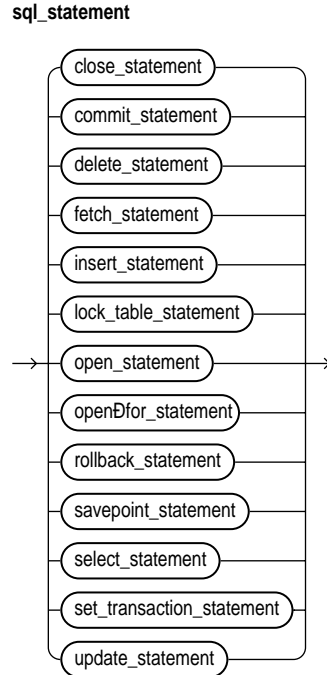 sql_statement
close_statement
commit_statement
delete_statement
fetch_statement
insert_statement
lock_table_statement
open_statement
openÐfor_statement
rollback_statement
savepoint_statement
select_statement
set_transaction_statement
update_statement